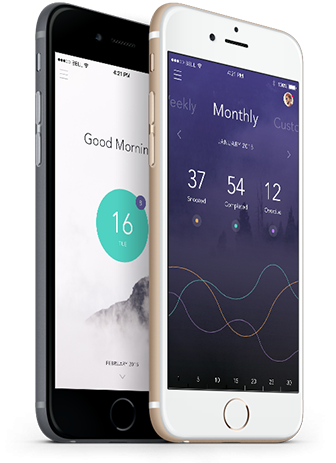 BELL
4:21 PM
Good Mornin
16
5
FEBRUARY 2015
BELL
4:21 PM
100%
eekly
Monthly
Custo
JANUARY 2015
37
54
12
Snoozed
Completed
Overdue
5 10 15 20 25 30